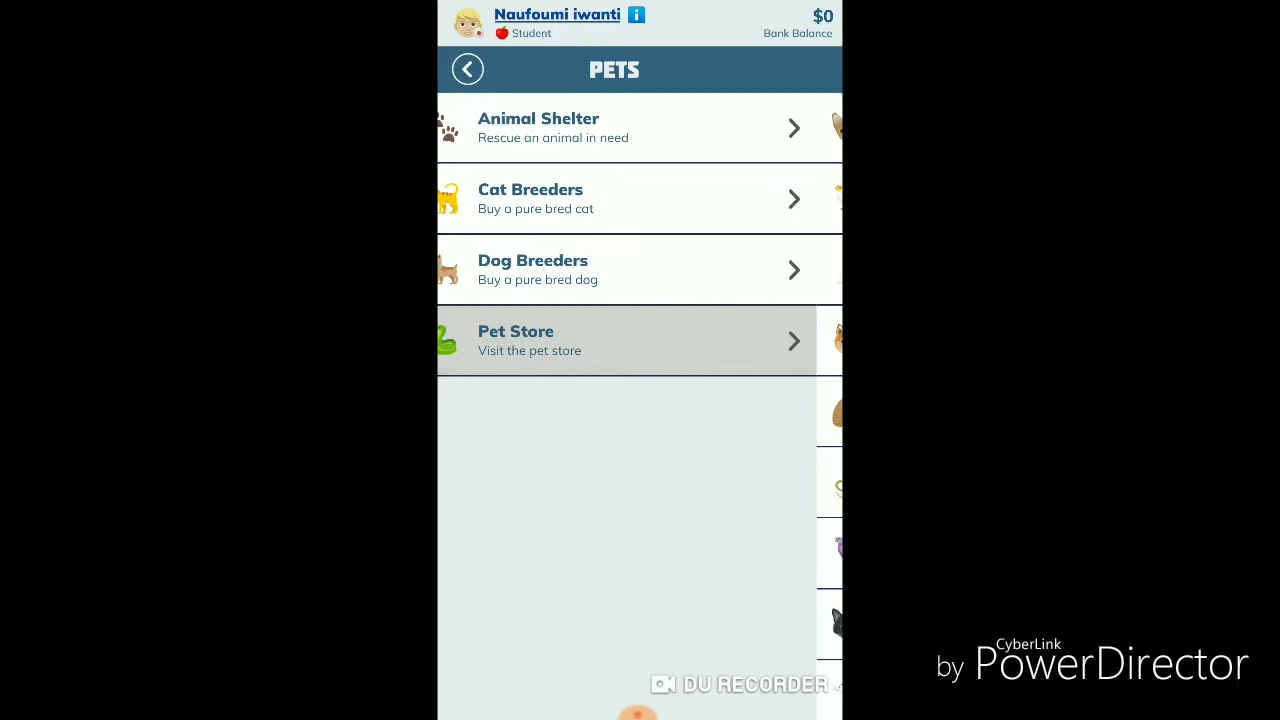 Naufoumi iwanti
$0
Student
Bank Balance
PETS
Animal Shelter
Rescue an animal in need
Cat Breeders
Buy a pure bred cat
Dog Breeders
Buy a pure bred dog
Pet Store
Visit the pet store
DU RECORDER
CyberLink
by PowerDirector